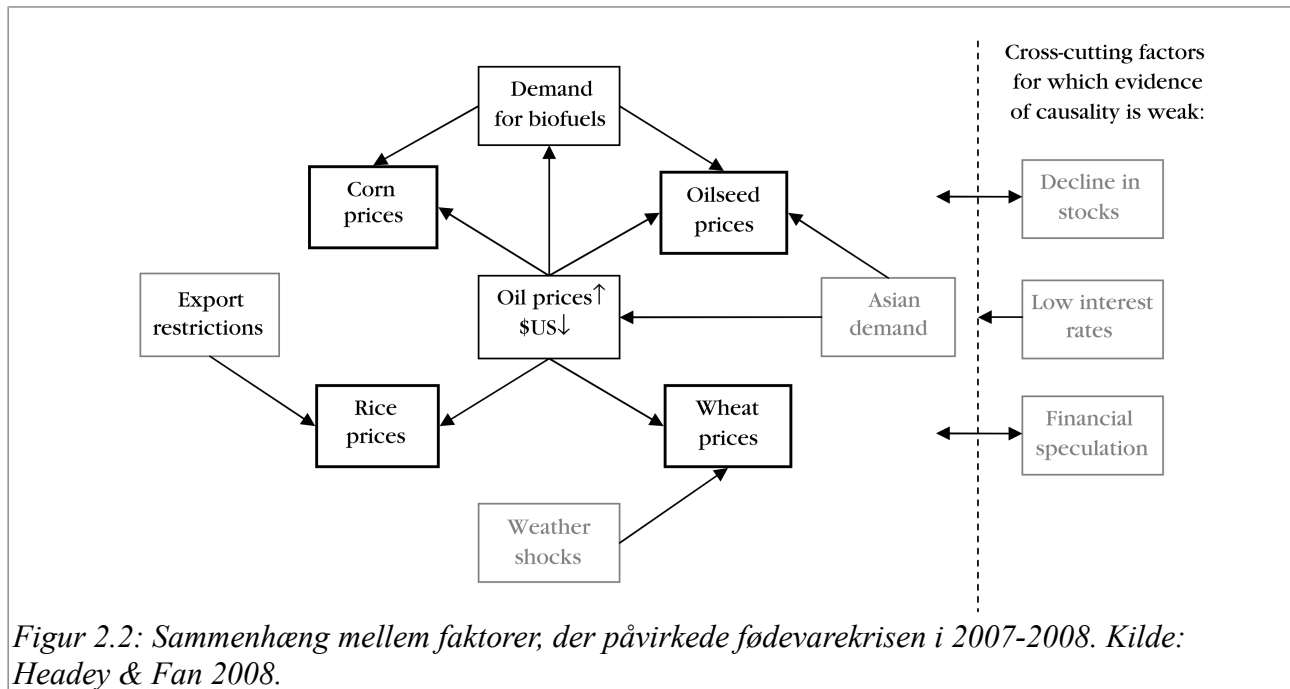 Demand
for biofuels
Cross-cutting factors
for which evidence
of causality is weak:
Corn
prices
Oilseed
prices
Decline in
stocks
Export
restrictions
Oil prices↑
$US↓
Asian
demand
Low interest
rates
Rice
prices
Wheat
prices
Financial
speculation
Weather
shocks
Figur 2.2: Sammenhæng mellem faktorer, der påvirkede fødevarekrisen i 2007-2008. Kilde:
Headey & Fan 2008.